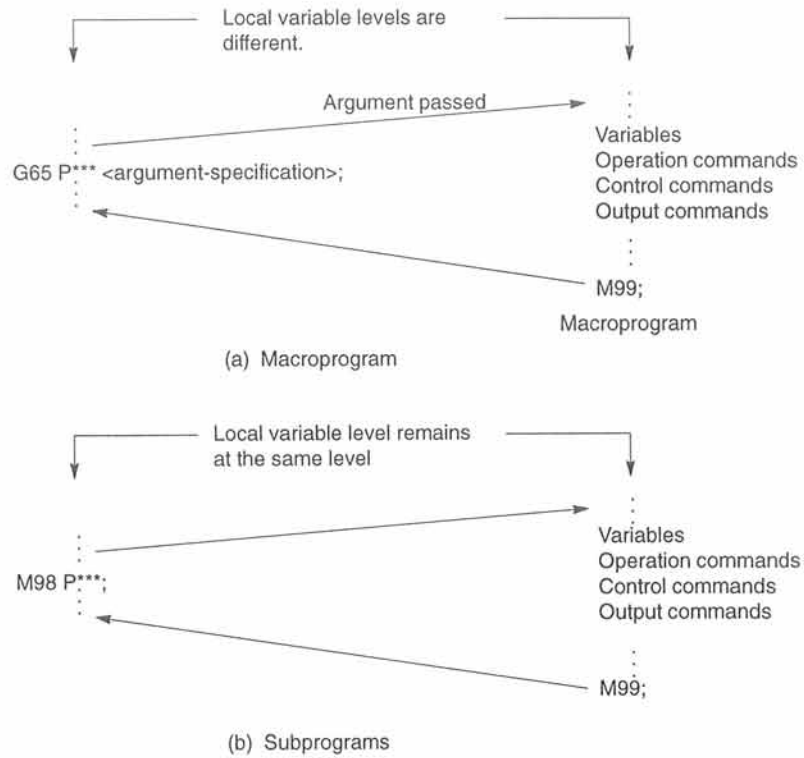 Local variable levels are
different.
Argument passed
G65 P*** <argument-specification>;
Variables
Operation commands
Control commands
Output commands
M99;
Macroprogram
(a) Macroprogram
Local variable level remains
at the same level
M98 P***;
Variables
Operation commands
Control commands
Output commands
M99;
(b) Subprograms